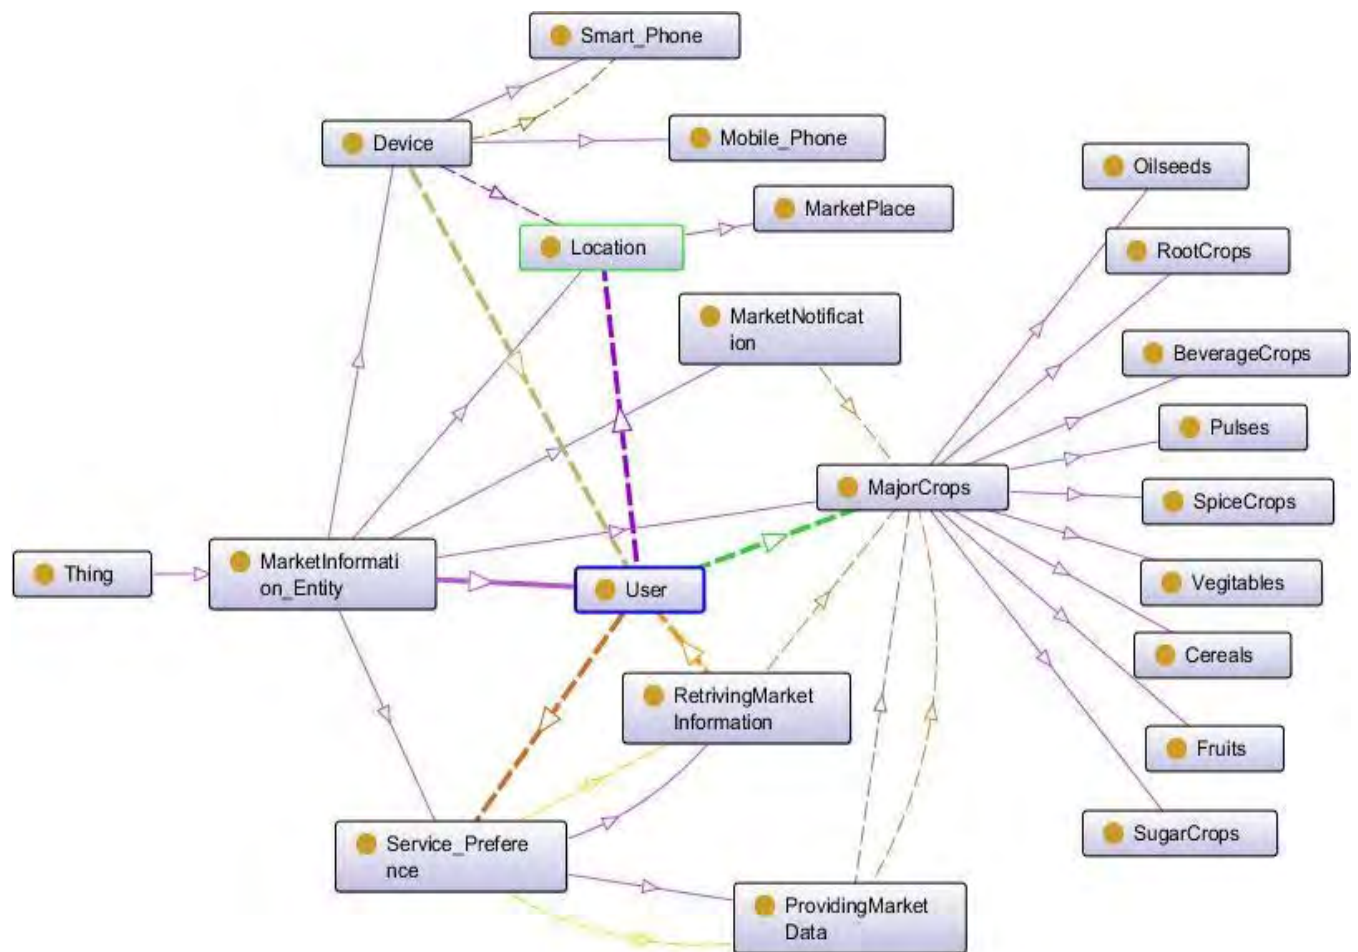 Smart_Phone
Device
Mobile_Phone
Oilseeds
MarketPlace
Location
RootCrops
MarketNotificat
ion
BeverageCrops
Pulses
MajorCrops
SpiceCrops
Thing
MarketInformati
on_Entity
User
Vegitables
Cereals
RetrivingMarket
Information
Fruits
Service_Prefere
nce
SugarCrops
ProvidingMarket
Data